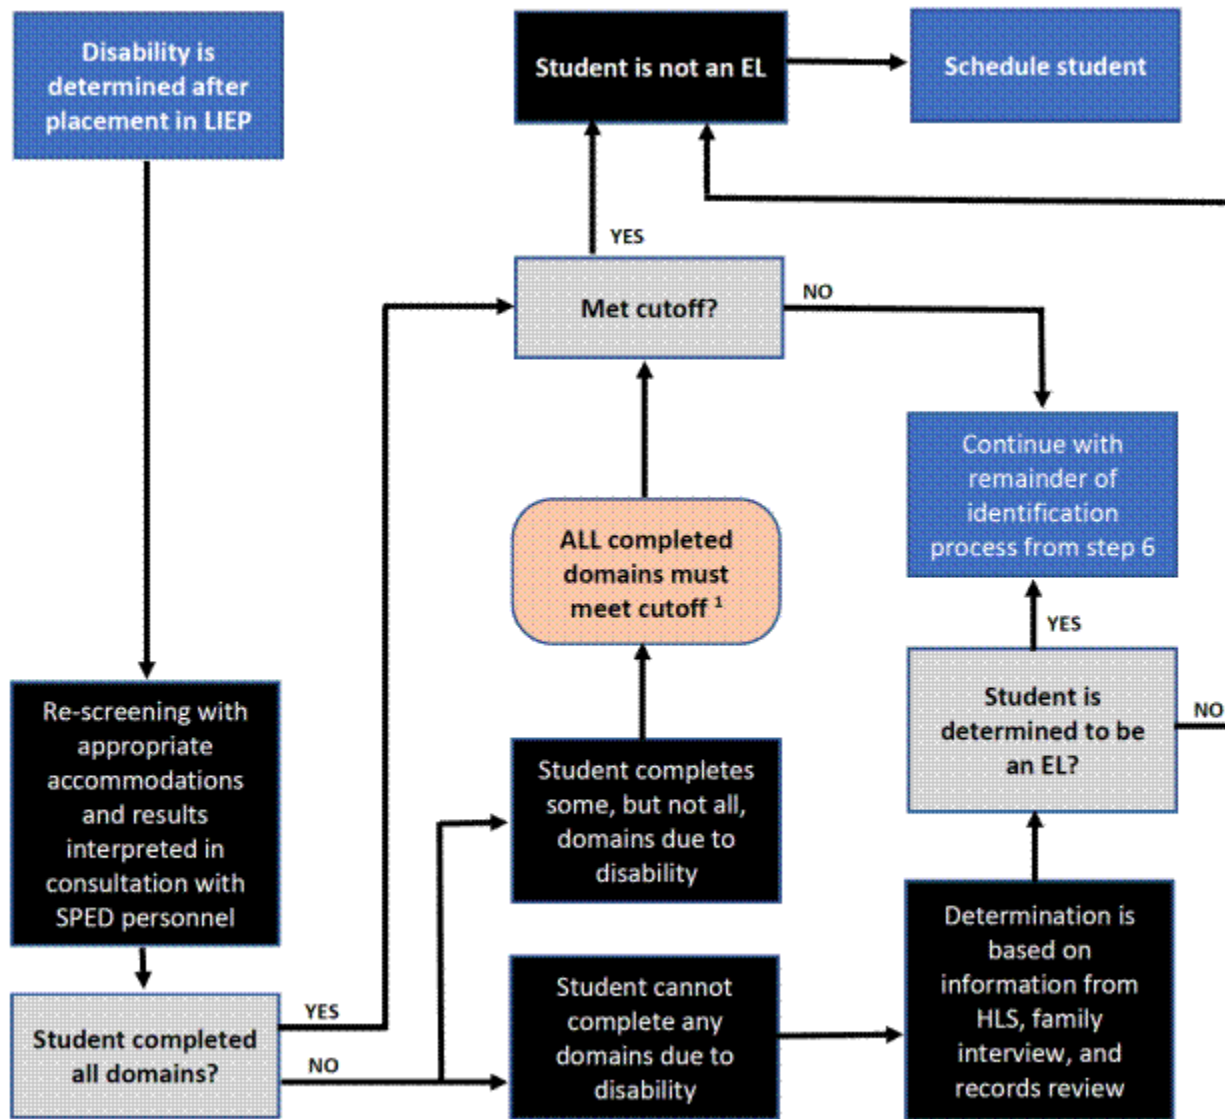 Disability is
determined after
placement in LIEP
Student is not an EL
Schedule student
YES
Met cutoff?
NO
Continue with
remainder of
identification
process from step 6
ALL completed
domains must
meet cutoff ¹
YES
Student is
determined to be
an EL?
NO
Re-screening with
appropriate
accommodations
and results
interpreted in
consultation with
SPED personnel
Student completes
some, but not all,
domains due to
disability
Determination is
based on
information from
HLS, family
interview, and
records review
Student completed
all domains?
YES
NO
Student cannot
complete any
domains due to
disability